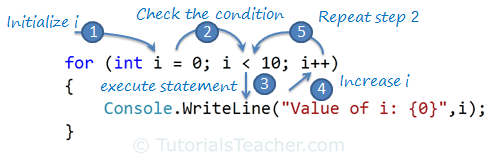 Initialize i
1
Check the condition
2
5
Repeat step 2
for (int i = 0; i < 10; i++)
{
execute statement
3
4
Increase i
Console.WriteLine("Value of i: {0}",i);
}
© TutorialsTeacher.com